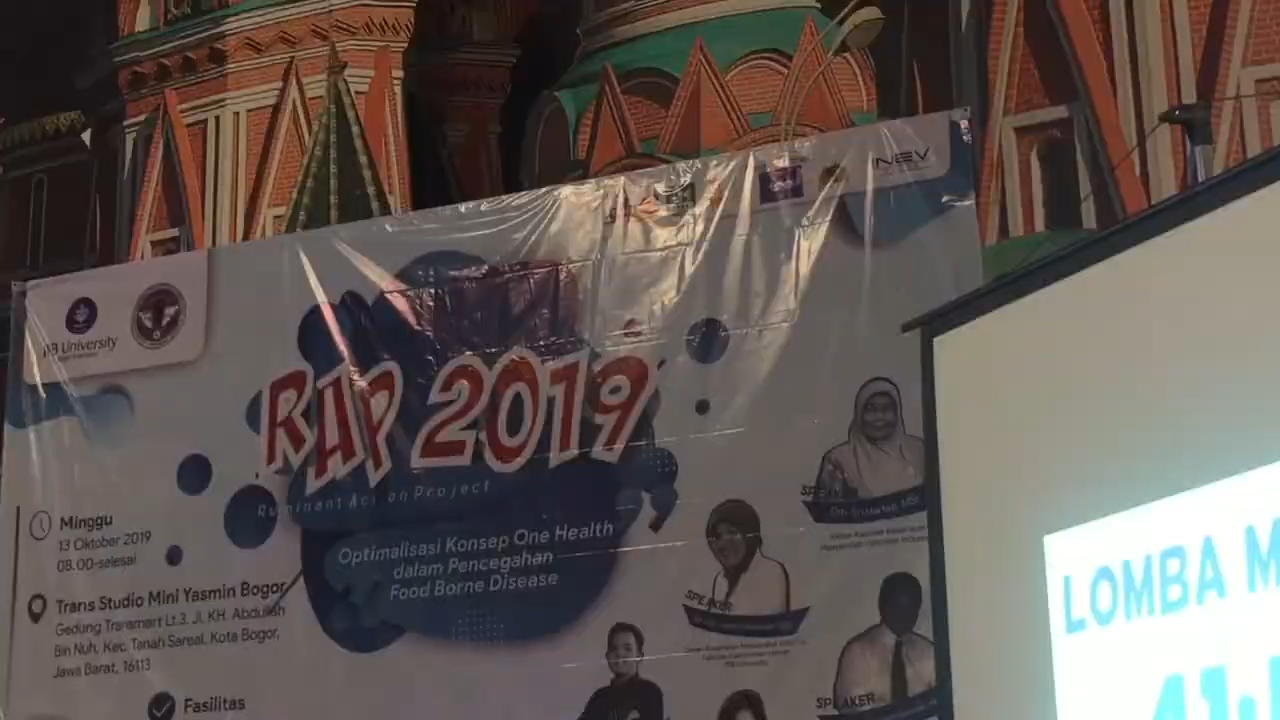 NEV
IPB University
RAP 2019
Ruminant Action Project
Optimalisasi Konsep One Health
dalam Pencegahan
Food Borne Disease
Minggu
13 Oktober 2019
08.00-selesai
Trans Studio Mini Yasmin Bogor
Gedung Transmart Lt.3. Jl. KH. Abdullah
Bin Nuh, Kec. Tanah Sareal, Kota Bogor,
Jawa Barat, 16113
Fasilitas
SPEAKER
SPEAKER
SPEAKER
LOMBA M
41.